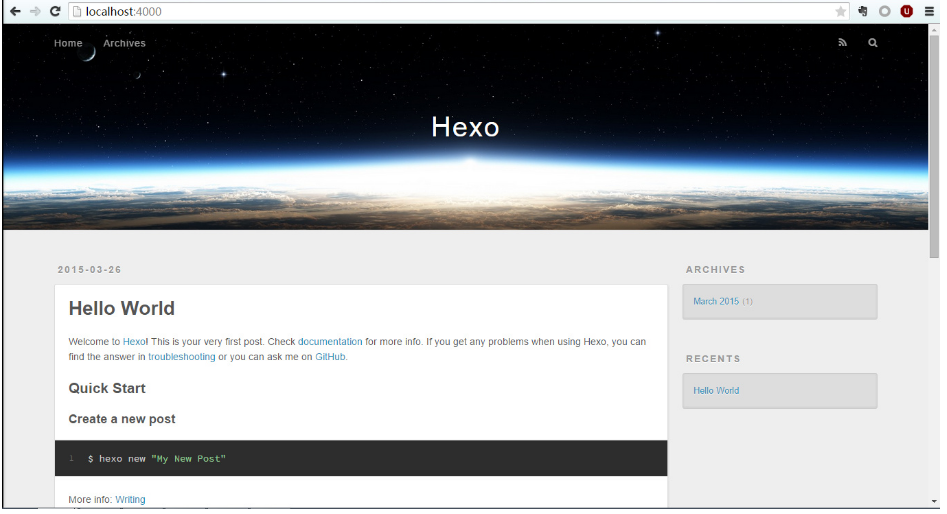 localhost:4000
Home Archives
Hexo
2015-03-26
Hello World
Welcome to Hexo! This is your very first post. Check documentation for more info. If you get any problems when using Hexo, you can
find the answer in troubleshooting or you can ask me on GitHub.
Quick Start
Create a new post
1 $ hexo new "My New Post"
More info: Writing
ARCHIVES
March 2015 (1)
RECENTS
Hello World